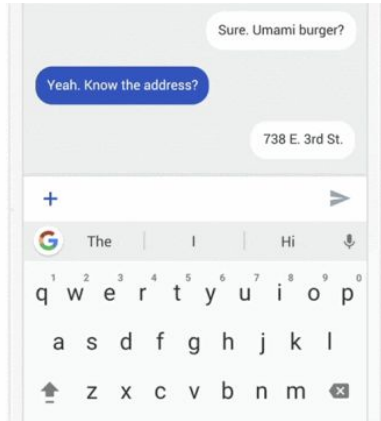 Sure. Umami burger?
Yeah. Know the address?
738 E. 3rd St.
+
G The I Hi
1 2 3 4 5 6 7 8 9 0
q w e r t y u i o p
a s d f g h j k l
z x c v b n m